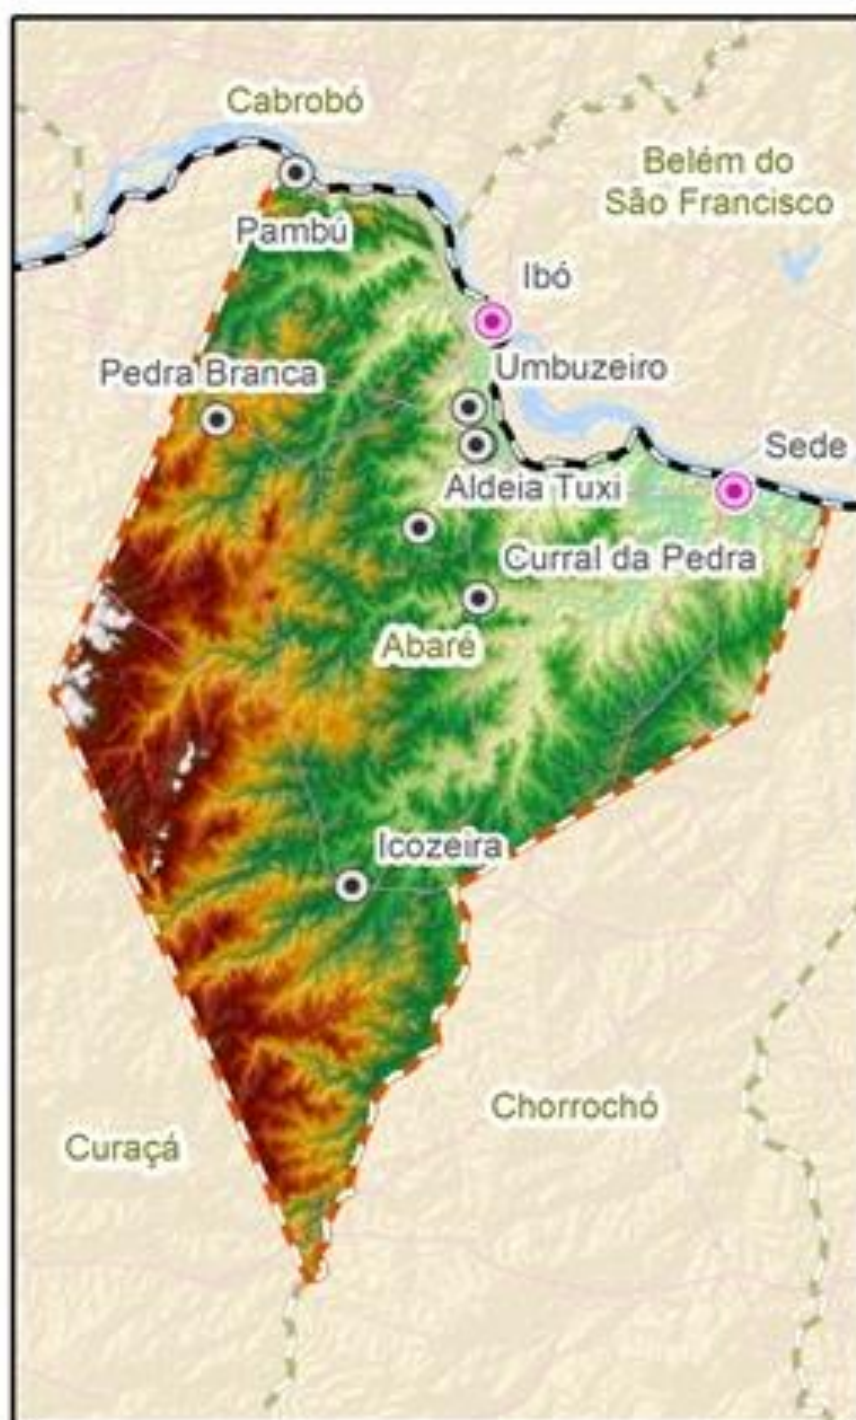 Cabrobó
Belém do
São Francisco
Pambú
Ibó
Pedra Branca
Umbuzeiro
Sede
Aldeia Tuxi
Curral da Pedra
Abaré
Icozeira
Chorrochó
Curaçá